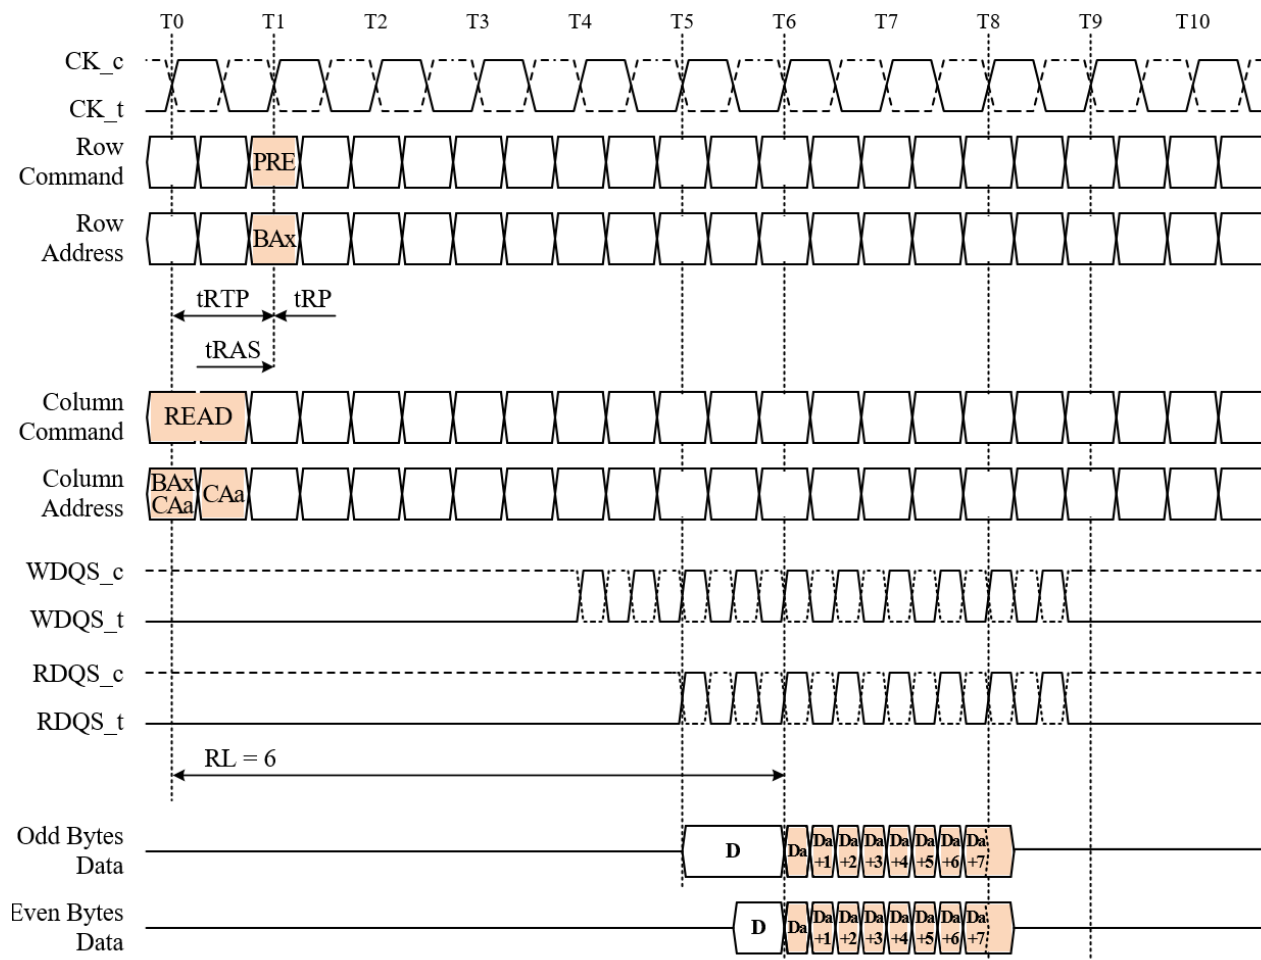 T0 T1 T2 T3 T4 T5 T6 T7 T8 T9 T10
CK_c
CK_t
Row
Command
PRE
Row
Address
BAx
tRTP tRP
tRAS
Column
Command
READ
Column
Address
BAx
CAa
CAa
WDQS_c
WDQS_t
RDQS_c
RDQS_t
RL = 6
Odd Bytes
Data
D
Da
Da
+1
Da
+2
Da
+3
Da
+4
Da
+5
Da
+6
Da
+7
Even Bytes
Data
D
Da
Da
+1
Da
+2
Da
+3
Da
+4
Da
+5
Da
+6
Da
+7